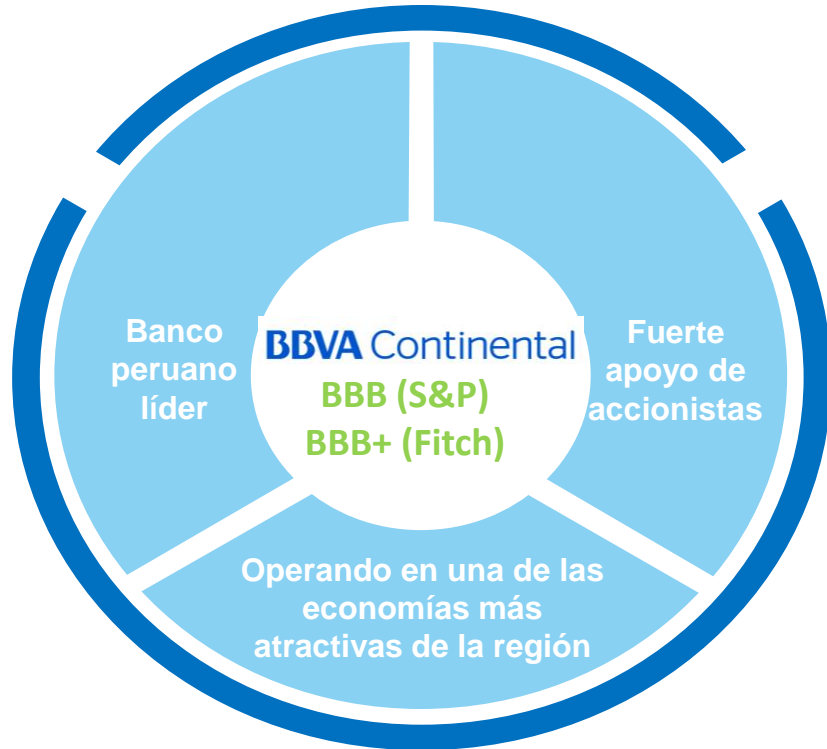 Banco
peruano
líder
BBVA Continental
BBB (S&P)
BBB+ (Fitch)
Fuerte
apoyo de
accionistas
Operando en una de las
economías más
atractivas de la región